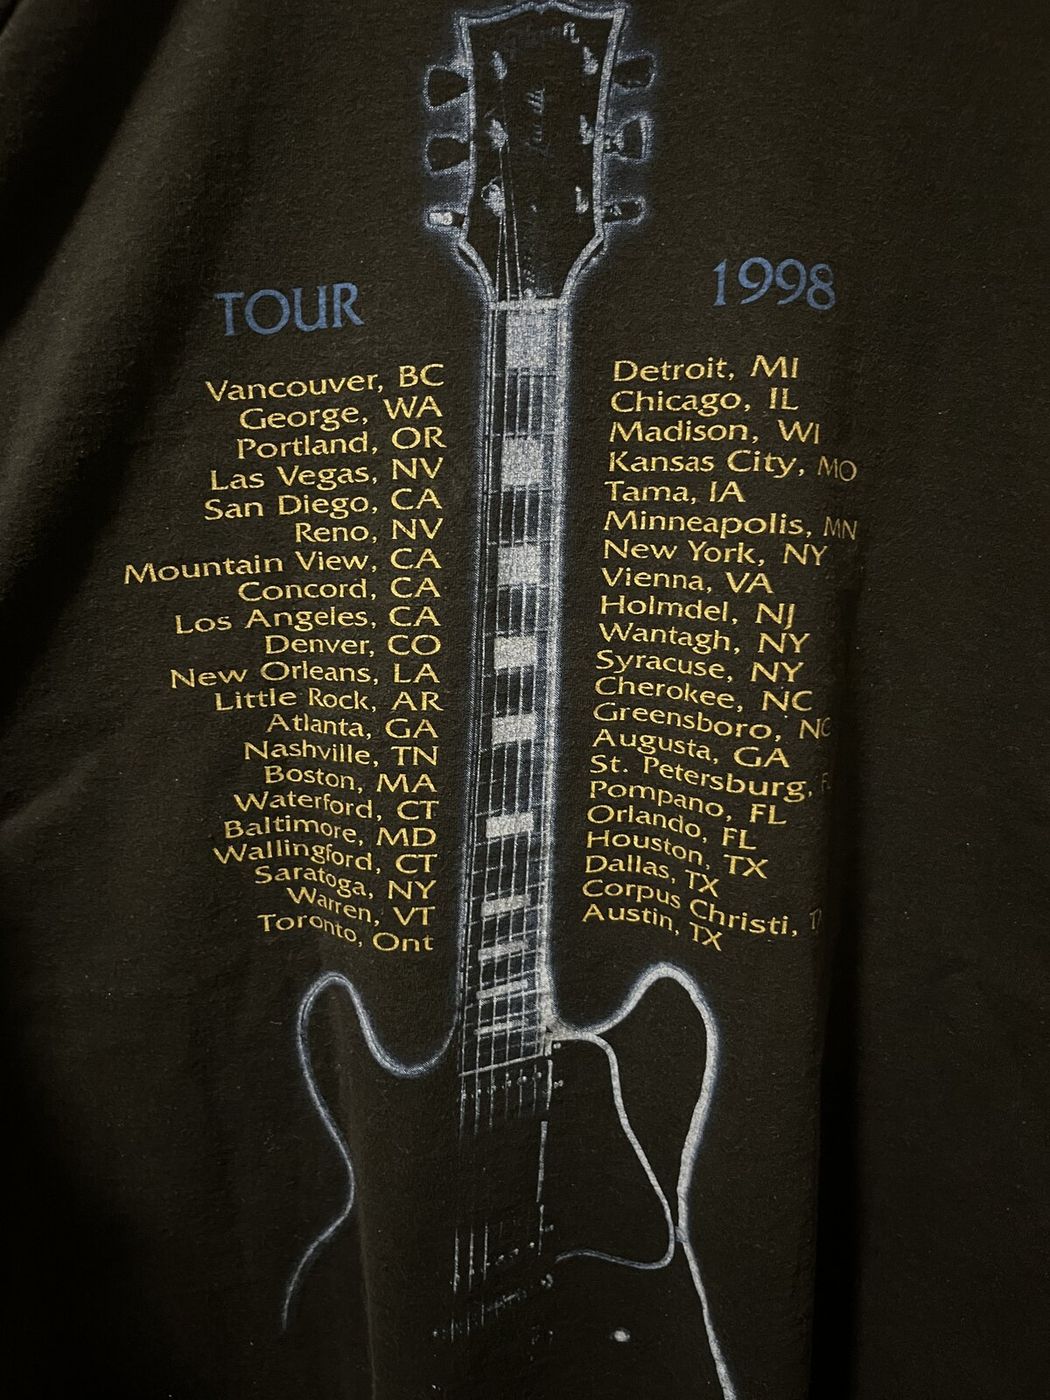 Gibson
Lucille
TOUR
1998
Vancouver, BC
George, WA
Portland, OR
Las Vegas, NV
San Diego, CA
Reno, NV
Mountain View, CA
Concord, CA
Los Angeles, CA
Denver, CO
New Orleans, LA
Little Rock, AR
Atlanta, GA
Nashville, TN
Boston, MA
Waterford, CT
Baltimore, MD
Wallingford, CT
Saratoga, NY
Warren, VT
Toronto, Ont
Detroit, MI
Chicago, IL
Madison, WI
Kansas City, MO
Tama, IA
Minneapolis, MN
New York, NY
Vienna, VA
Holmdel, NJ
Wantagh, NY
Syracuse, NY
Cherokee, NC
Greensboro, NC
Augusta, GA
St. Petersburg,
Pompano, FL
Orlando, FL
Houston, TX
Dallas, TX
Corpus Christi,
Austin, TX